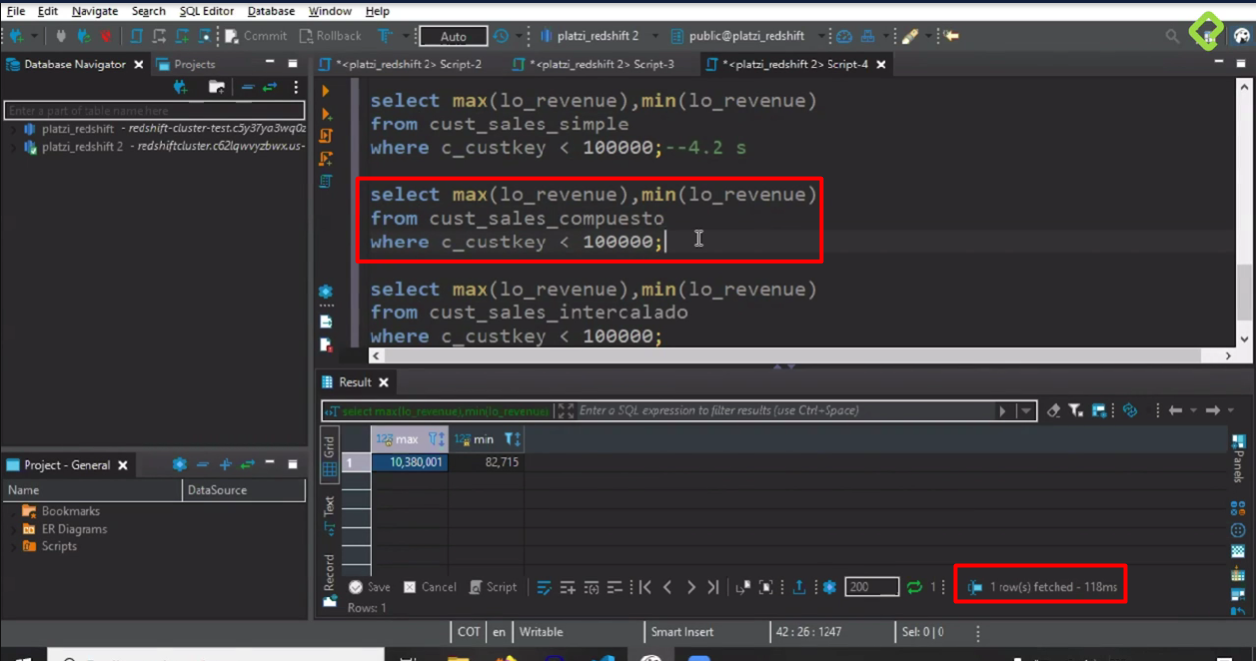 File Edit Navigate Search SQL Editor Database Window Help
Commit Rollback Auto platzi_redshift 2 public@platzi_redshift
Database Navigator Projects
*<platzi_redshift 2> Script-2 *<platzi_redshift 2> Script-3 *<platzi_redshift 2> Script-4
Enter a part of table name here
platzi_redshift - redshift-cluster-test.c5y37ya3wq0z
platzi_redshift 2 - redshiftcluster.c62lqwvyzbwx.us-
select max(lo_revenue),min(lo_revenue)
from cust_sales_simple
where c_custkey < 100000;--4.2 s
select max(lo_revenue),min(lo_revenue)
from cust_sales_compuesto
where c_custkey < 100000;
select max(lo_revenue),min(lo_revenue)
from cust_sales_intercalado
where c_custkey < 100000;
Result
select max(lo_revenue),min(lo_revenue) Enter a SQL expression to filter results (use Ctrl+Space)
Grid
Text
Record
123 max 123 min
1 10,380,001 82,715
Panels
Project - General
Name DataSource
Bookmarks
ER Diagrams
Scripts
Save Cancel Script 200 1 1 row(s) fetched - 118ms
Rows: 1
COT en Writable Smart Insert 42 : 26 : 1247 Sel: 0 | 0